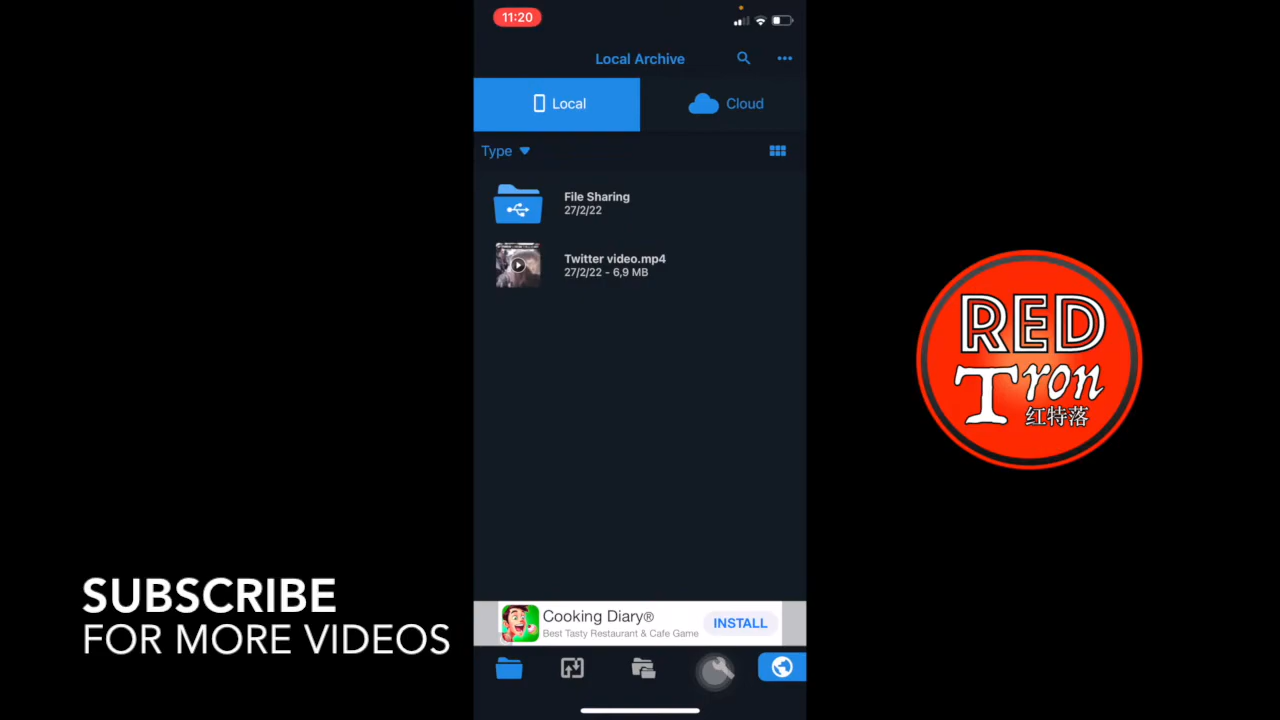 11:20
Local Archive
Local
Cloud
Type
File Sharing
27/2/22
Twitter video.mp4
27/2/22 - 6,9 MB
Cooking Diary®
Best Tasty Restaurant & Cafe Game
INSTALL
RED
Tron
红特落
SUBSCRIBE
FOR MORE VIDEOS